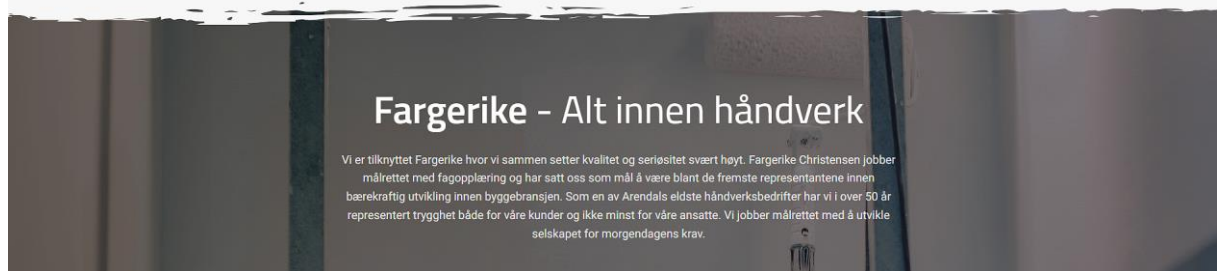 Fargerike - Alt innen håndverk
Vi er tilknyttet Fargerike hvor vi sammen setter kvalitet og seriøsitet svært høyt. Fargerike Christensen jobber
målrettet med fagopplæring og har satt oss som mål å være blant de fremste representantene innen
bærekraftig utvikling innen byggebransjen. Som en av Arendals eldste håndverksbedrifter har vi i over 50 år
representert trygghet både for våre kunder og ikke minst for våre ansatte. Vi jobber målrettet med å utvikle
selskapet for morgendagens krav.